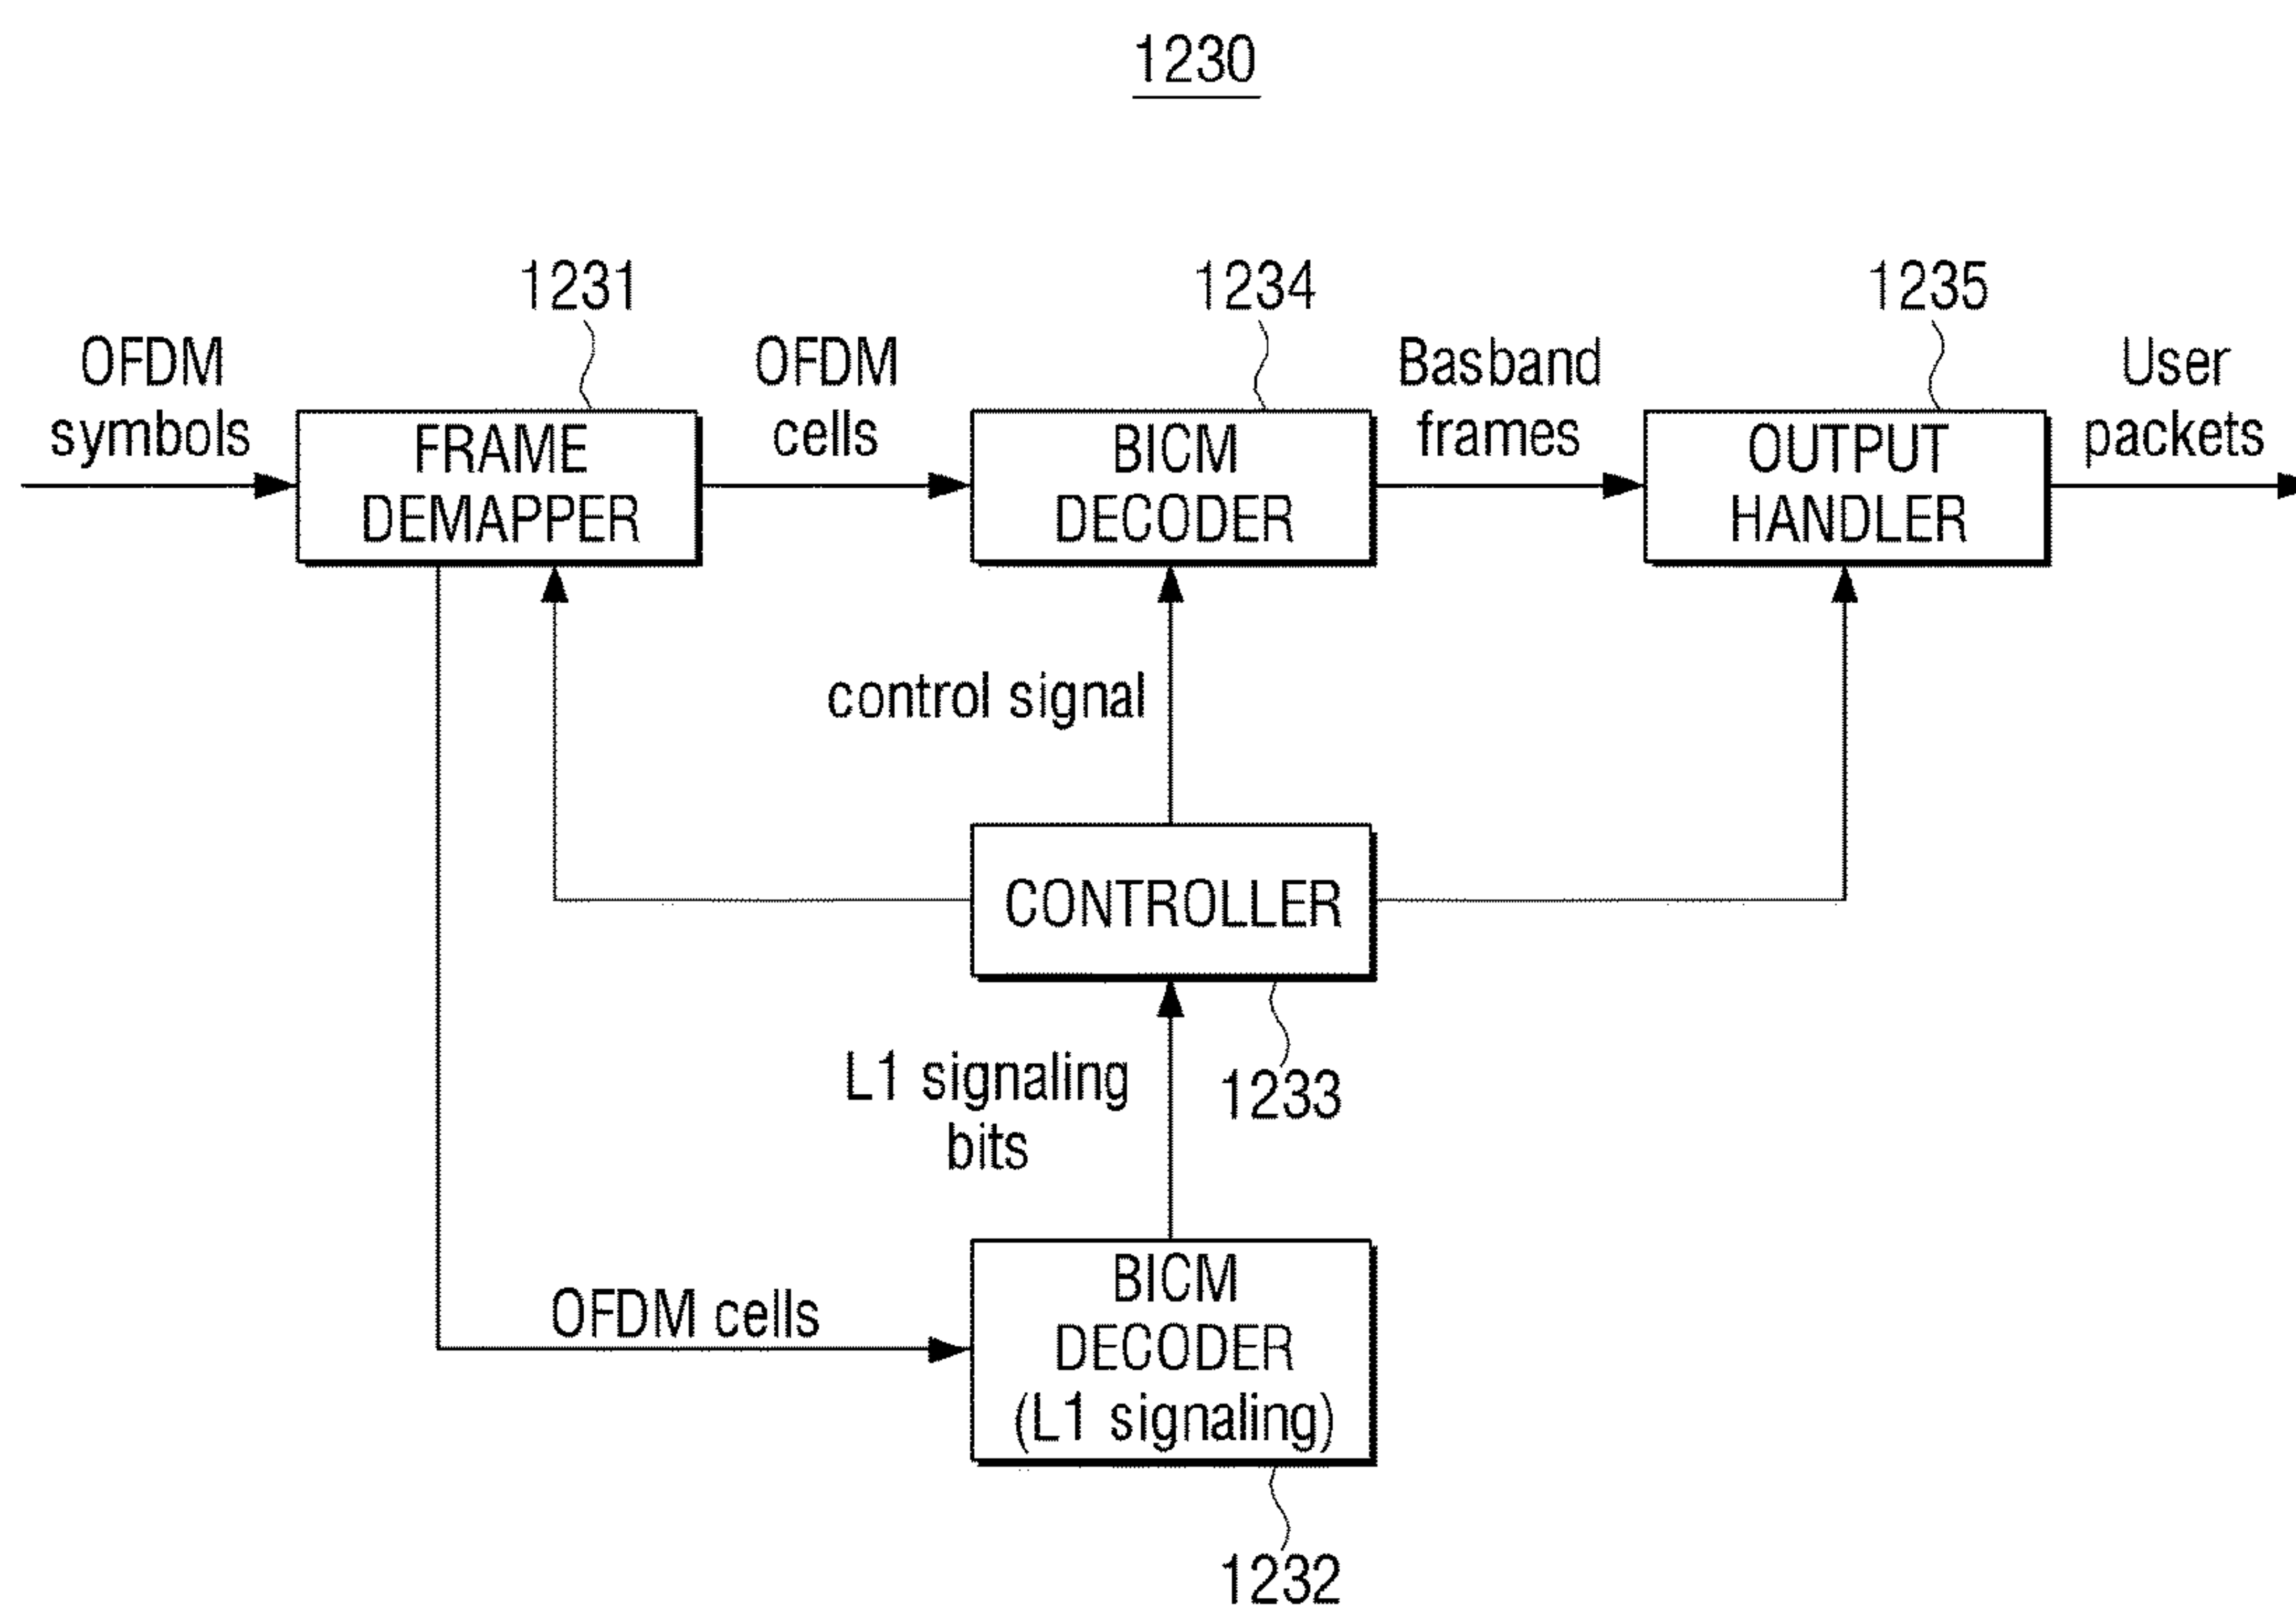 1230
1231
1234
1235
OFDM
symbols
FRAME
DEMAPPER
OFDM
cells
BICM
DECODER
Basband
frames
OUTPUT
HANDLER
User
packets
control signal
CONTROLLER
1233
L1 signaling
bits
OFDM cells
BICM
DECODER
(L1 signaling)
1232